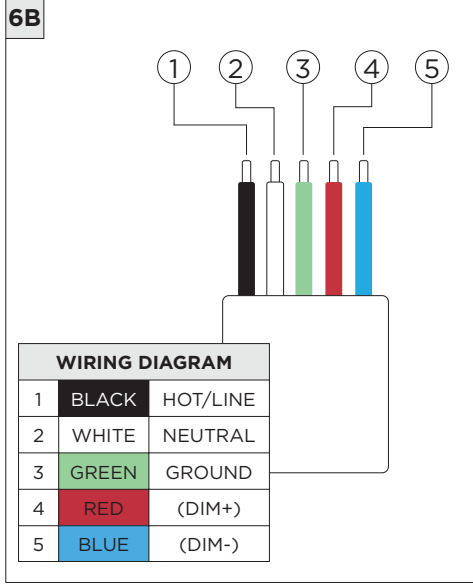 6B
1 2 3 4 5
WIRING DIAGRAM
1 BLACK HOT/LINE
2 WHITE NEUTRAL
3 GREEN GROUND
4 RED (DIM+)
5 BLUE (DIM-)